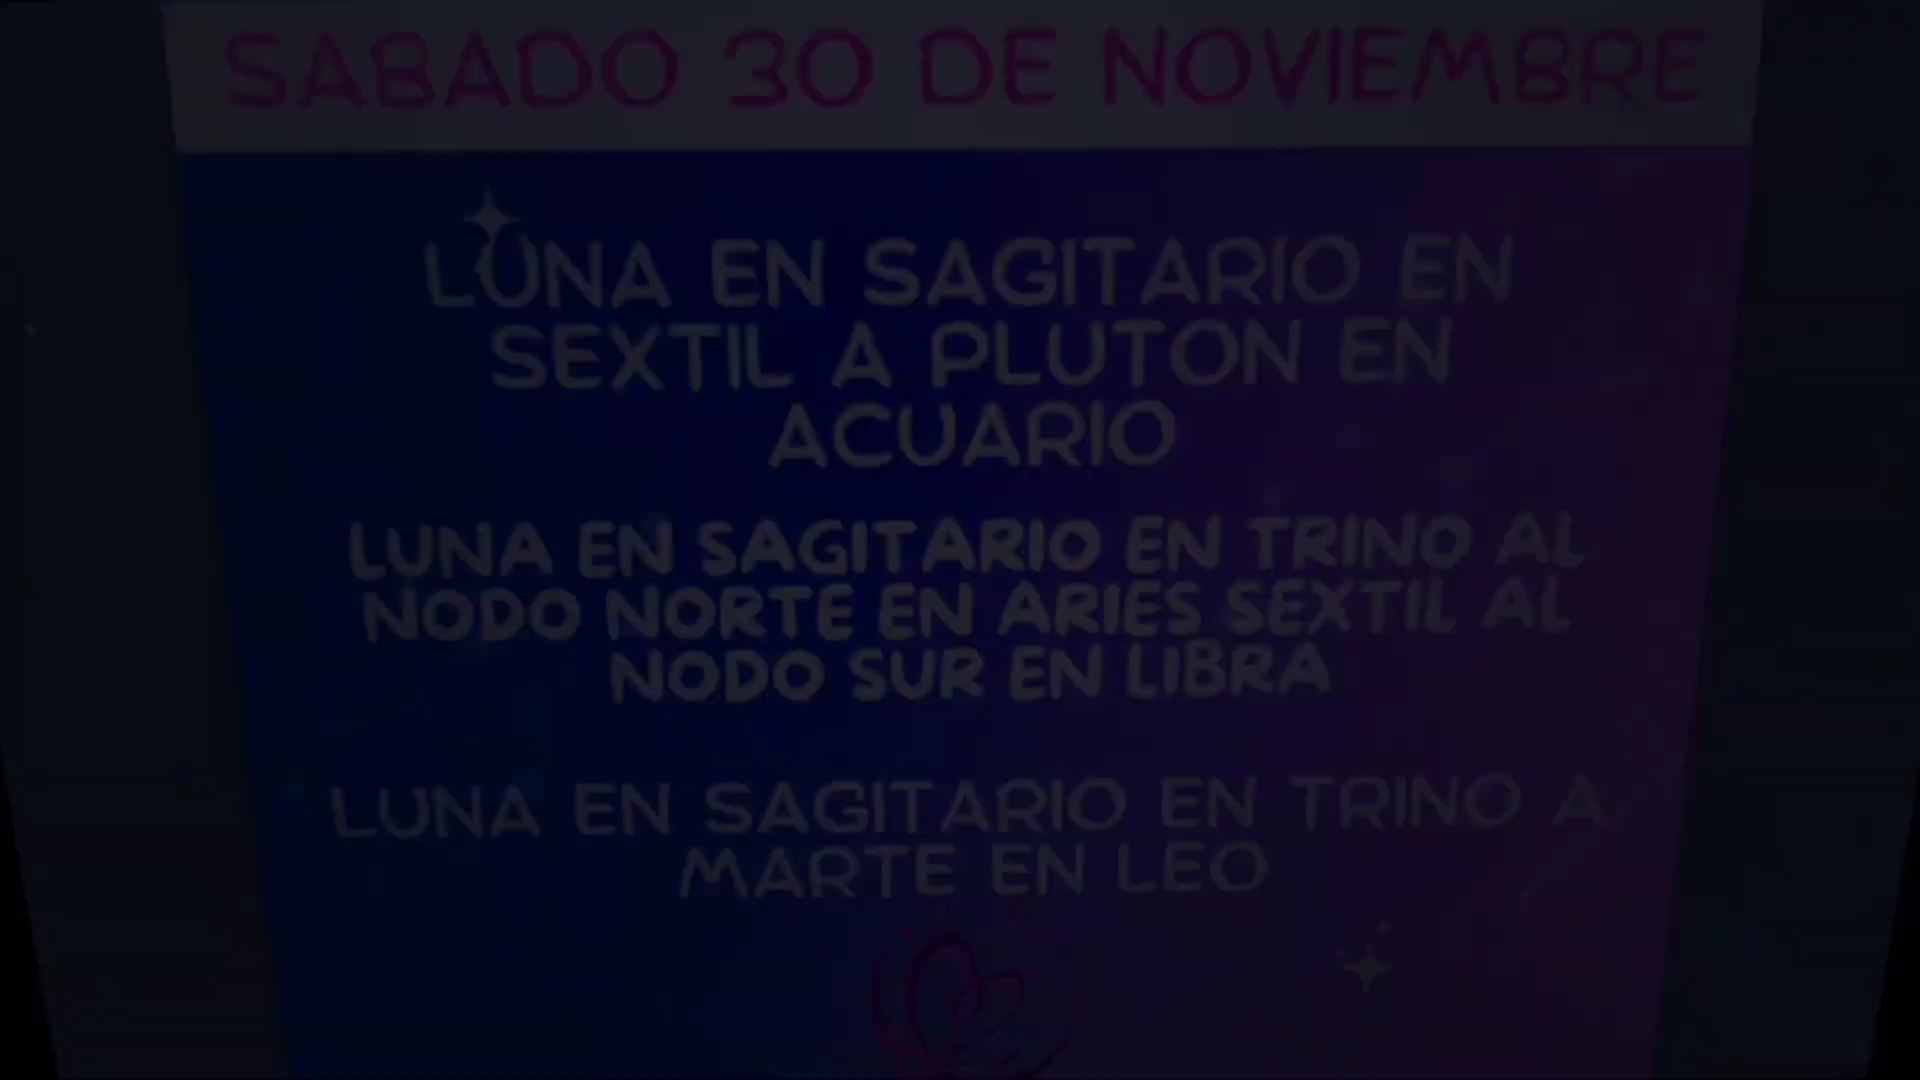 SABADO 30 DE NOVIEMBRE
LUNA EN SAGITARIO EN
SEXTIL A PLUTON EN
ACUARIO
LUNA EN SAGITARIO EN TRINO AL
NODO NORTE EN ARIES SEXTIL AL
NODO SUR EN LIBRA
LUNA EN SAGITARIO EN TRINO A
MARTE EN LEO